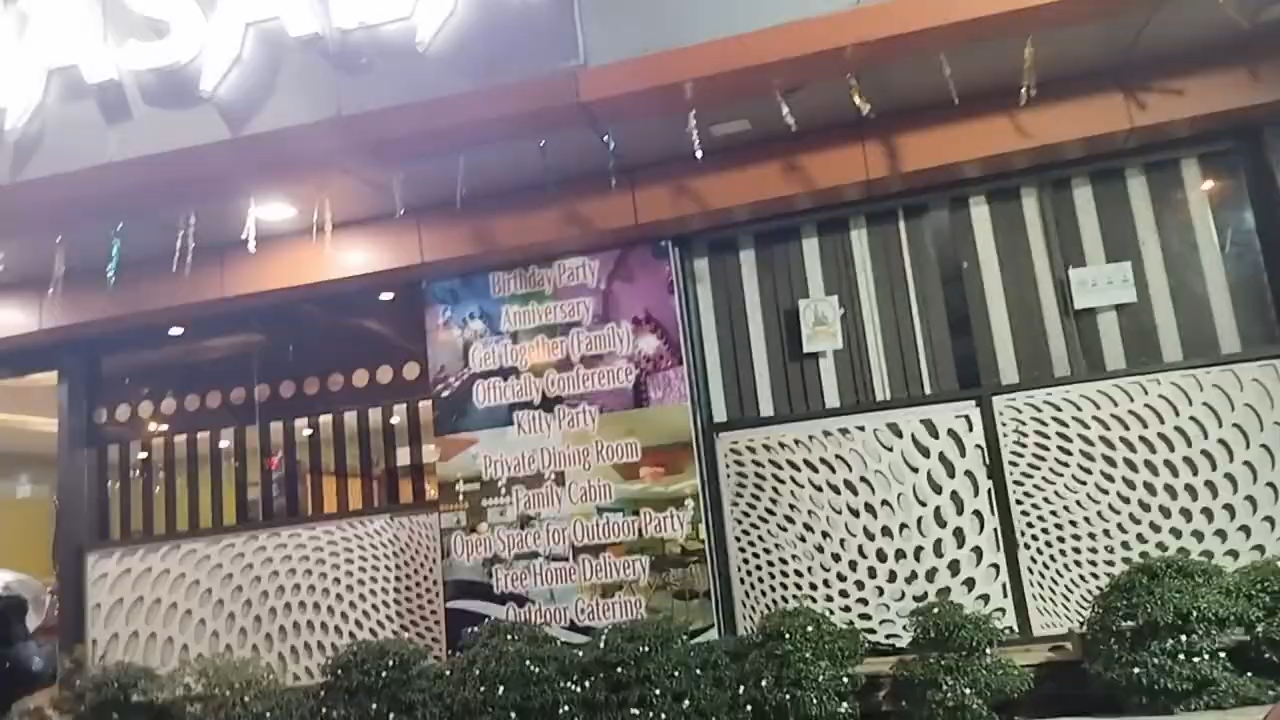 Birthday Party
Anniversary
Get Together (Family)
Officially Conference
Kitty Party
Private Dining Room
Family Cabin
Open Space for Outdoor Party
Free Home Delivery
Outdoor Catering